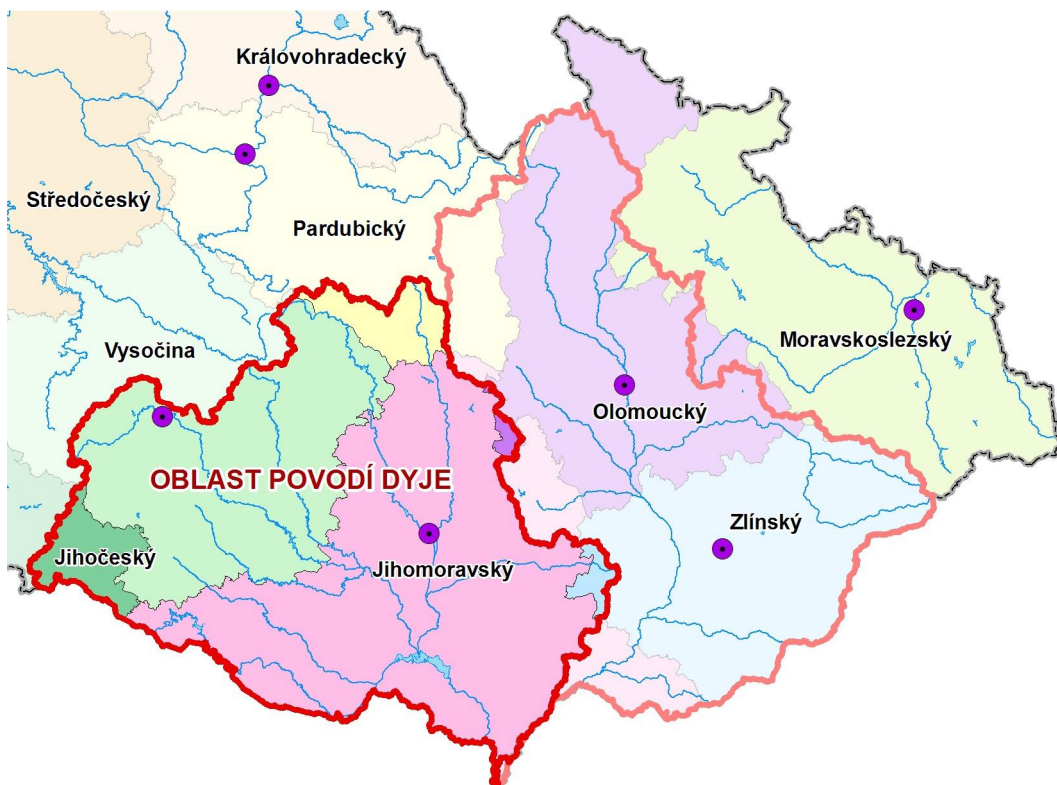 Královohradecký
Středočeský
Pardubický
Moravskoslezský
Vysočina
Olomoucký
OBLAST POVODÍ DYJE
Zlínský
Jihočeský
Jihomoravský